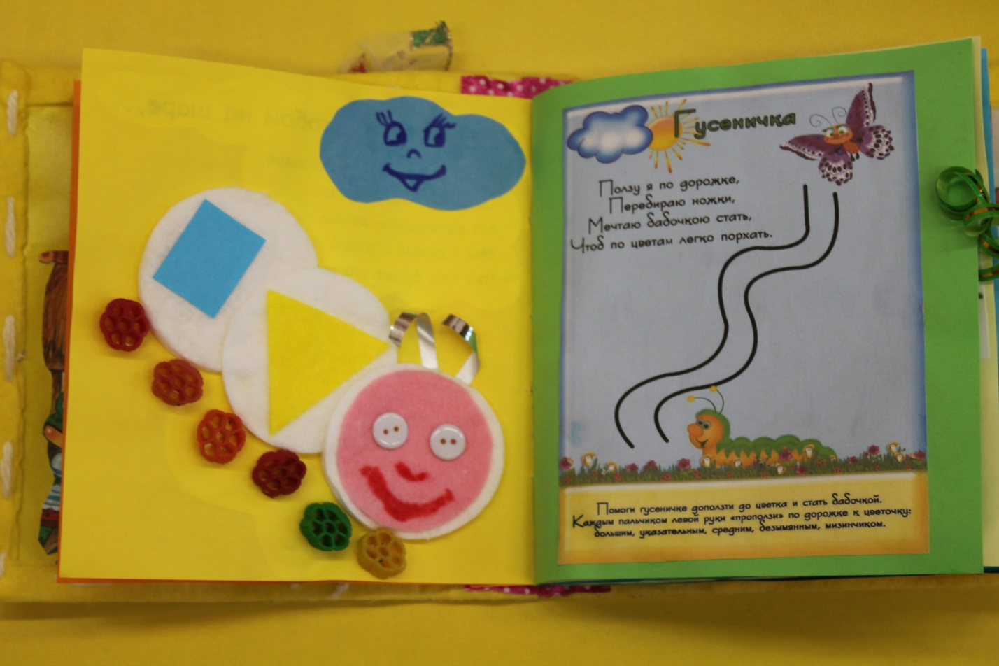 Гусеничка
Ползу я по дорожке,
Перебираю ножки,
Мечтаю бабочкою стать,
Чтоб по цветам легко порхать.
Помоги гусеничке доползти до цветка и стать бабочкой.
Каждым пальчиком левой руки «проползи» по дорожке к цветочку:
большим, указательным, средним, безымянным, мизинчиком.